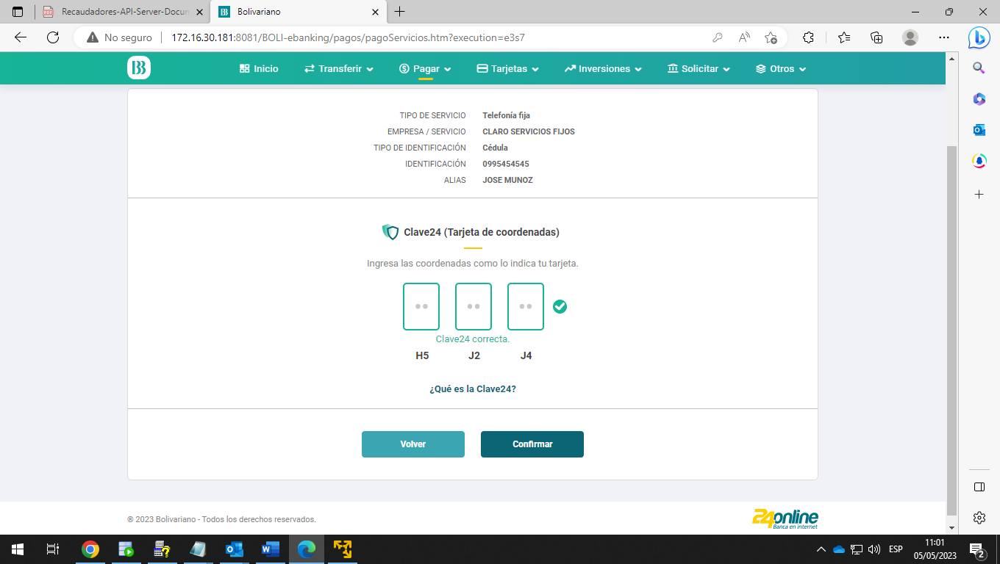 Recaudadores-API-Server-Docun
Bolivariano
No seguro
172.16.30.181:8081/BOLI-ebanking/pagos/pagoServicios.htm?execution=e3s7
Inicio
Transferir
Pagar
Tarjetas
Inversiones
Solicitar
Otros
TIPO DE SERVICIO Telefonía fija
EMPRESA / SERVICIO CLARO SERVICIOS FIJOS
TIPO DE IDENTIFICACIÓN Cédula
IDENTIFICACIÓN 0995454545
ALIAS JOSE MUNOZ
Clave24 (Tarjeta de coordenadas)
Ingresa las coordenadas como lo indica tu tarjeta.
Clave24 correcta.
H5 J2 J4
¿Qué es la Clave24?
Volver Confirmar
© 2023 Bolivariano - Todos los derechos reservados.
24online
Banca en internet
ESP
11:01
05/05/2023
2